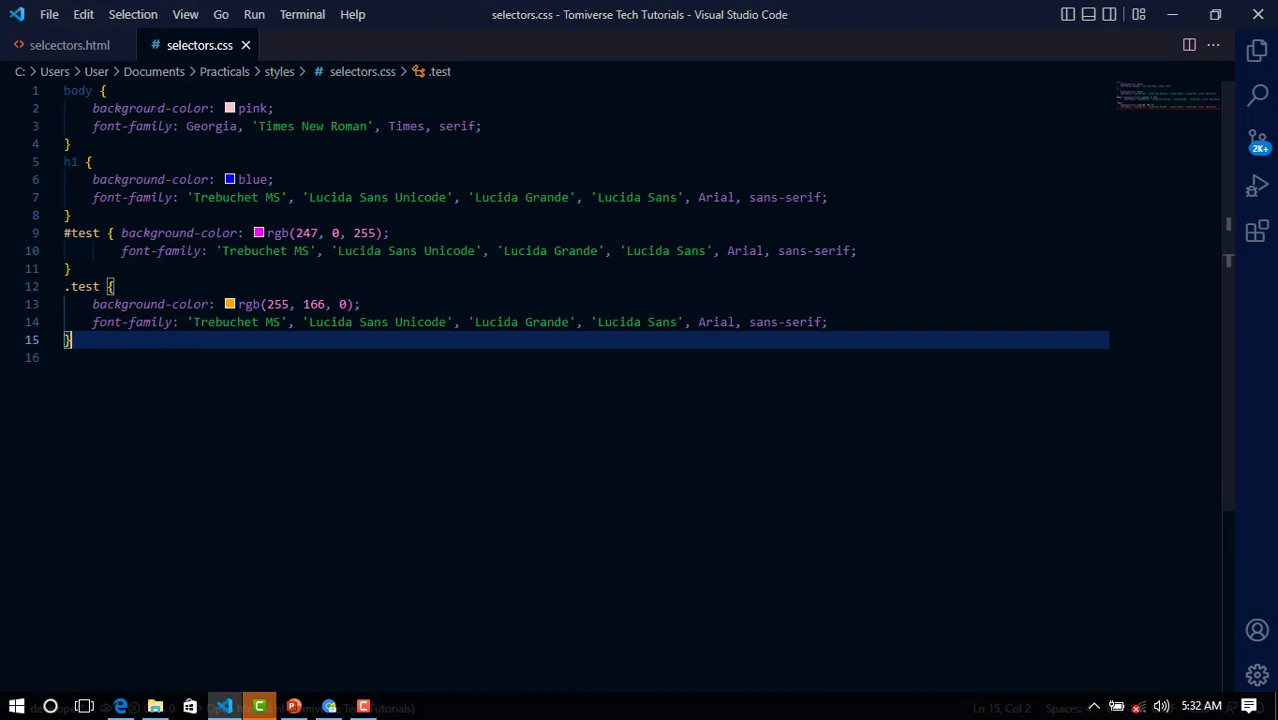 File Edit Selection View Go Run Terminal Help selectors.css - Tomiverse Tech Tutorials - Visual Studio Code
selcectors.html # selectors.css
C: > Users > User > Documents > Practicals > styles > # selectors.css > .test
1 body {
2 background-color: pink;
3 font-family: Georgia, 'Times New Roman', Times, serif;
4 }
5 h1 {
6 background-color: blue;
7 font-family: 'Trebuchet MS', 'Lucida Sans Unicode', 'Lucida Grande', 'Lucida Sans', Arial, sans-serif;
8 }
9 #test { background-color: rgb(247, 0, 255);
10 font-family: 'Trebuchet MS', 'Lucida Sans Unicode', 'Lucida Grande', 'Lucida Sans', Arial, sans-serif;
11 }
12 .test {
13 background-color: rgb(255, 166, 0);
14 font-family: 'Trebuchet MS', 'Lucida Sans Unicode', 'Lucida Grande', 'Lucida Sans', Arial, sans-serif;
15 }
16
2K+
Ln 15, Col 2 Spaces:
5:32 AM